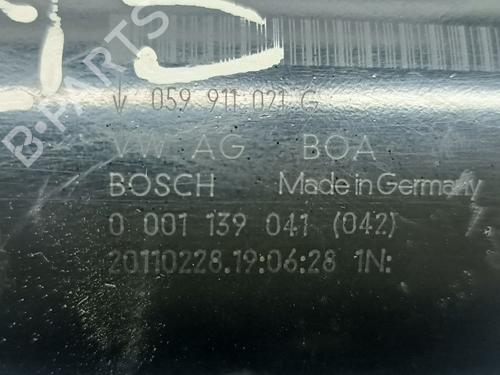 059 911 021 G
VW AG BOA
BOSCH Made in Germany
0 001 139 041 (042)
20110228.19:06:28 1N:
B-PARTS